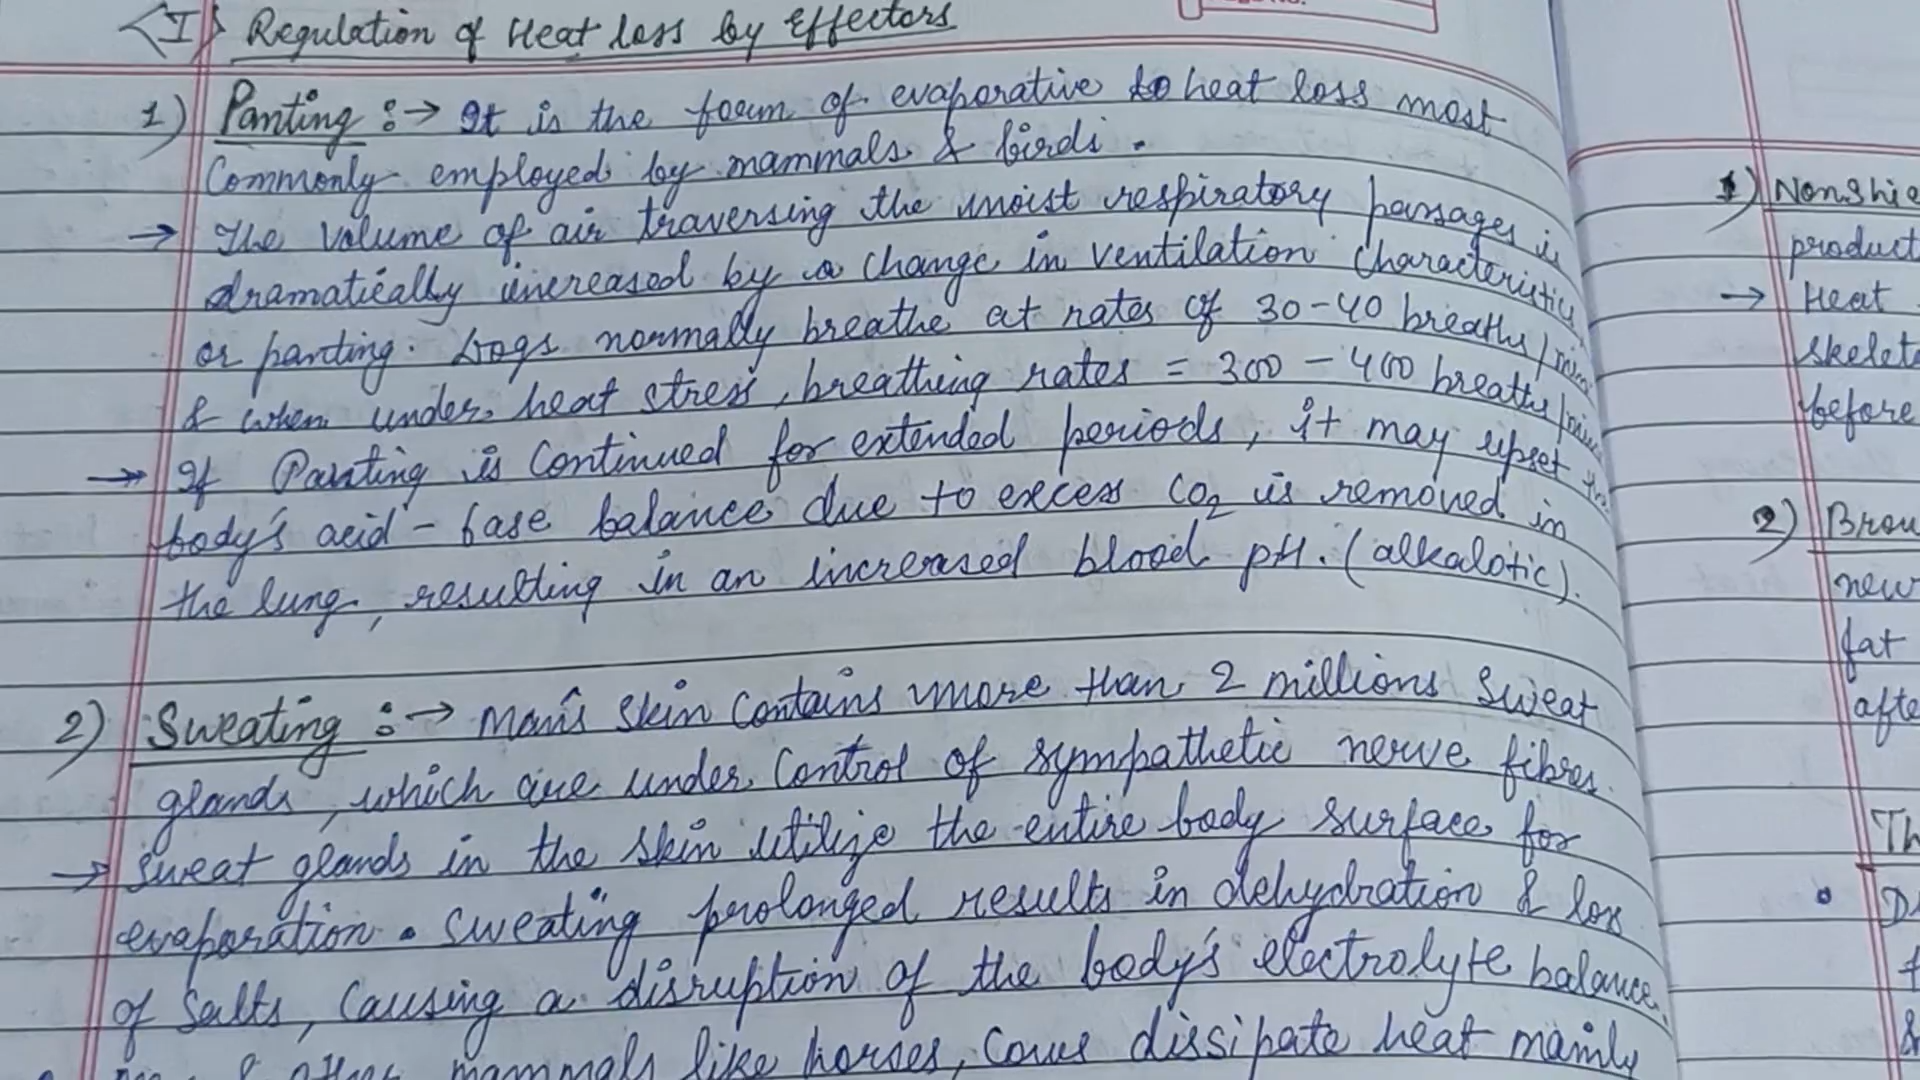 <I> Regulation of Heat loss by Effectors
1) Panting :→ It is the form of evaporative to heat loss most
Commonly employed by mammals & birds.
→ The volume of air traversing the moist respiratory passages is
dramatically increased by a change in ventilation characteristics
or panting. Dogs normally breathe at rates of 30-40 breaths/min
& when under heat stress, breathing rates = 300 - 400 breaths/min
→ If Panting is Continued for extended periods, it may upset the
body's acid - base balance due to excess CO2 is removed in
the lung, resulting in an increased blood pH. (alkalotic).
2) Sweating :→ Man's skin contains more than 2 millions sweat
glands, which are under control of sympathetic nerve fibres.
→ Sweat glands in the skin utilize the entire body surface for
evaporation. Sweating prolonged results in dehydration & loss
of Salts, Causing a disruption of the body's electrolyte balance.
& other mammals like horses, Cows dissipate heat mainly
1) NonShie
product
→ Heat
skelet
before
2) Brow
new
fat
afte
Th
• D